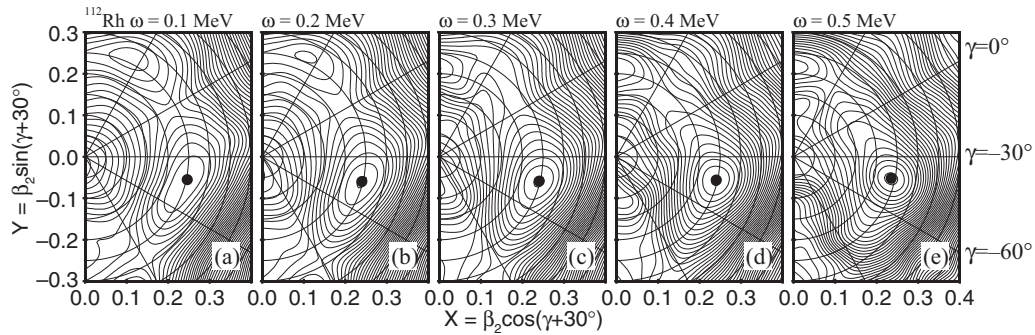 ¹¹²Rh ω = 0.1 MeV ω = 0.2 MeV ω = 0.3 MeV ω = 0.4 MeV ω = 0.5 MeV
0.3
0.2
0.1
0.0
−0.1
−0.2
−0.3
Y = β₂sin(γ+30°)
(a) (b) (c) (d) (e)
γ=0°
γ=−30°
γ=−60°
0.0 0.1 0.2 0.3 0.0 0.1 0.2 0.3 0.0 0.1 0.2 0.3 0.0 0.1 0.2 0.3 0.0 0.1 0.2 0.3 0.4
X = β₂cos(γ+30°)